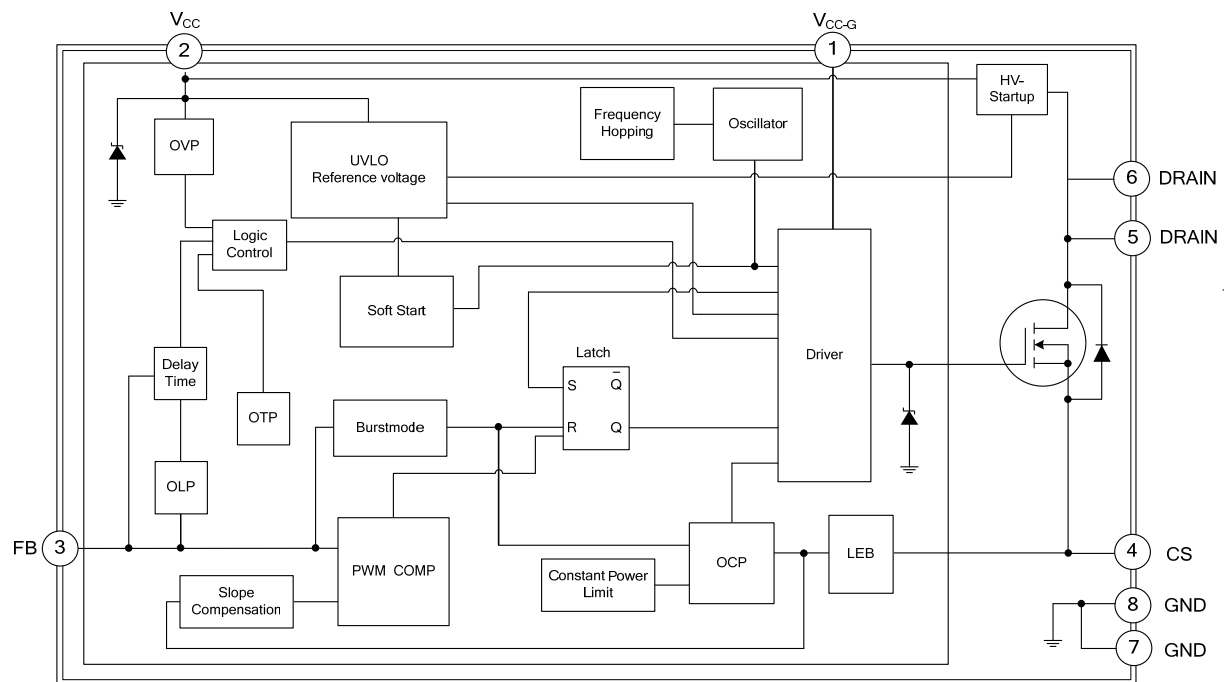 VCC
2
VCC-G
1
HV-
Startup
Frequency
Hopping
Oscillator
OVP
UVLO
Reference voltage
6
DRAIN
5
DRAIN
Logic
Control
Soft Start
Driver
Latch
Delay
Time
S
Q̅
OTP
Burstmode
R
Q
OLP
FB
3
PWM COMP
OCP
LEB
4
CS
Constant Power
Limit
Slope
Compensation
8
GND
7
GND